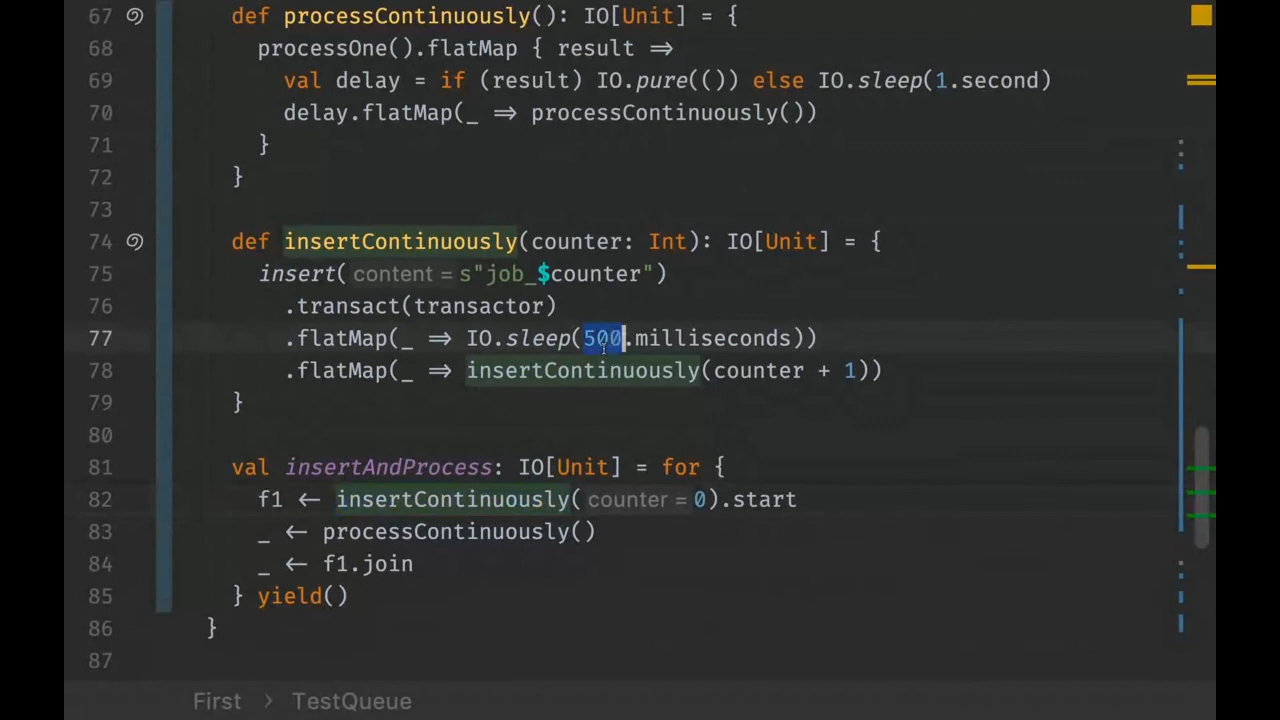 67 def processContinuously(): IO[Unit] = {
68 processOne().flatMap { result ⇒
69 val delay = if (result) IO.pure(()) else IO.sleep(1.second)
70 delay.flatMap(_ ⇒ processContinuously())
71 }
72 }
73
74 def insertContinuously(counter: Int): IO[Unit] = {
75 insert( content = s"job_$counter")
76 .transact(transactor)
77 .flatMap(_ ⇒ IO.sleep(500.milliseconds))
78 .flatMap(_ ⇒ insertContinuously(counter + 1))
79 }
80
81 val insertAndProcess: IO[Unit] = for {
82 f1 ← insertContinuously( counter = 0).start
83 _ ← processContinuously()
84 _ ← f1.join
85 } yield()
86 }
87
First > TestQueue